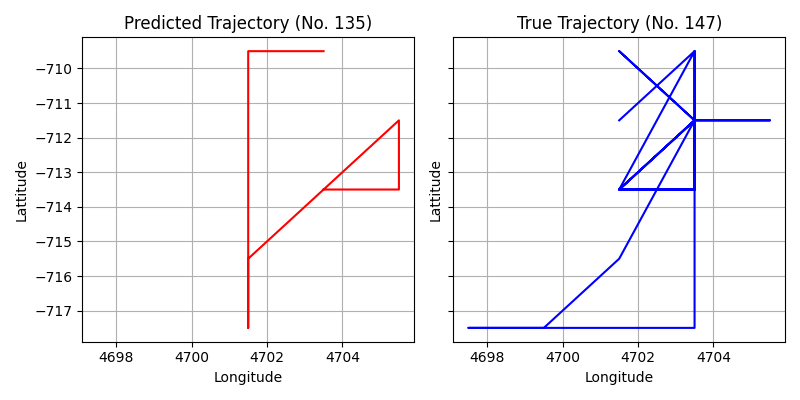 Predicted Trajectory (No. 135)
−710
−711
−712
−713
−714
−715
−716
−717
Lattitude
4698 4700 4702 4704
Longitude
True Trajectory (No. 147)
Lattitude
4698 4700 4702 4704
Longitude